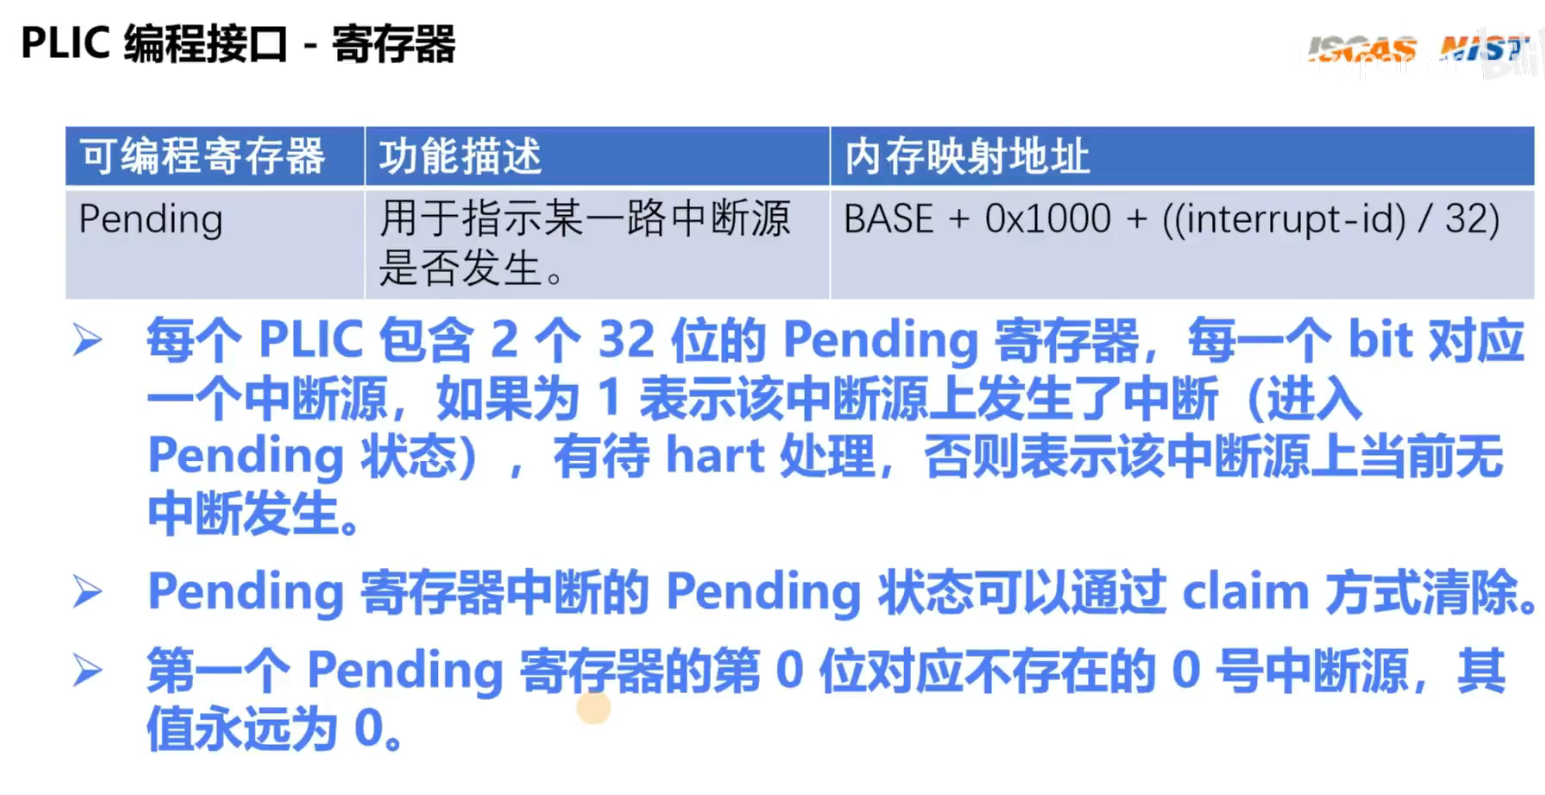 PLIC 编程接口 - 寄存器
ISCAS NIST
可编程寄存器 功能描述 内存映射地址
Pending 用于指示某一路中断源 BASE + 0x1000 + ((interrupt-id) / 32)
是否发生。
➢ 每个 PLIC 包含 2 个 32 位的 Pending 寄存器，每一个 bit 对应
一个中断源，如果为 1 表示该中断源上发生了中断（进入
Pending 状态），有待 hart 处理，否则表示该中断源上当前无
中断发生。
➢ Pending 寄存器中断的 Pending 状态可以通过 claim 方式清除。
➢ 第一个 Pending 寄存器的第 0 位对应不存在的 0 号中断源，其
值永远为 0。